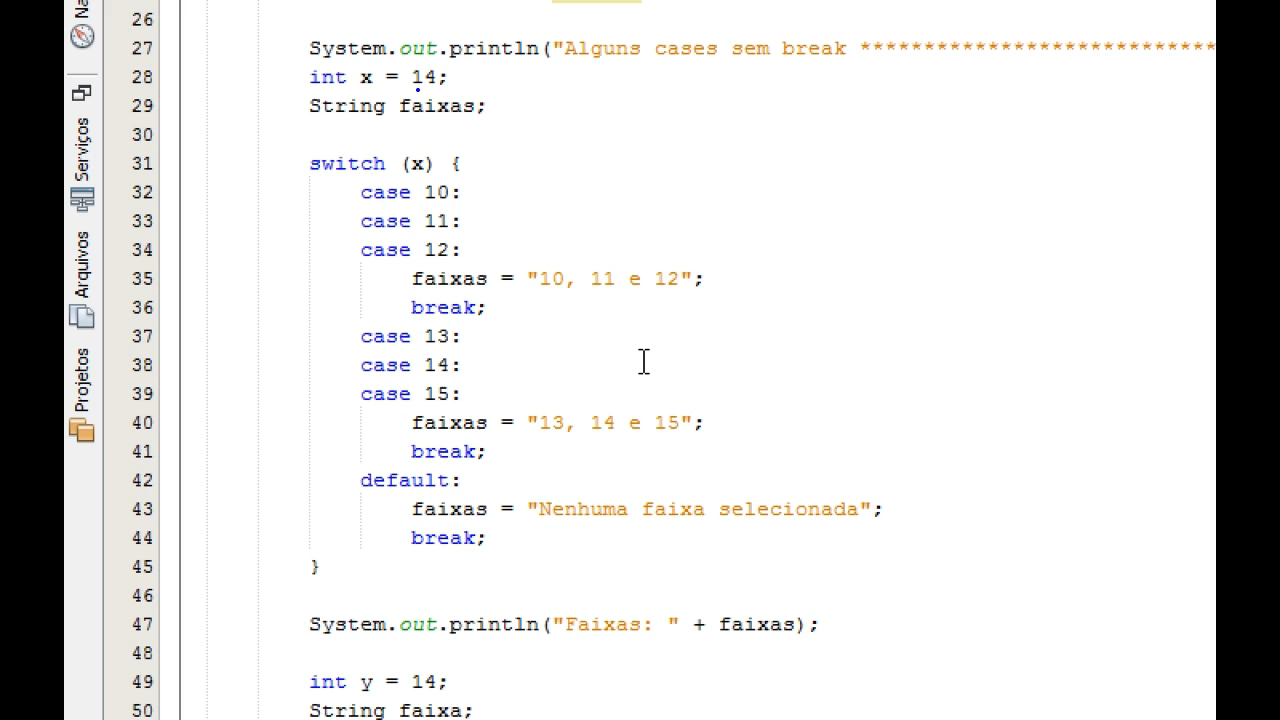 Na
Serviços
Arquivos
Projetos
26
27 System.out.println("Alguns cases sem break ****************************
28 int x = 14;
29 String faixas;
30
31 switch (x) {
32 case 10:
33 case 11:
34 case 12:
35 faixas = "10, 11 e 12";
36 break;
37 case 13:
38 case 14:
39 case 15:
40 faixas = "13, 14 e 15";
41 break;
42 default:
43 faixas = "Nenhuma faixa selecionada";
44 break;
45 }
46
47 System.out.println("Faixas: " + faixas);
48
49 int y = 14;
50 String faixa;